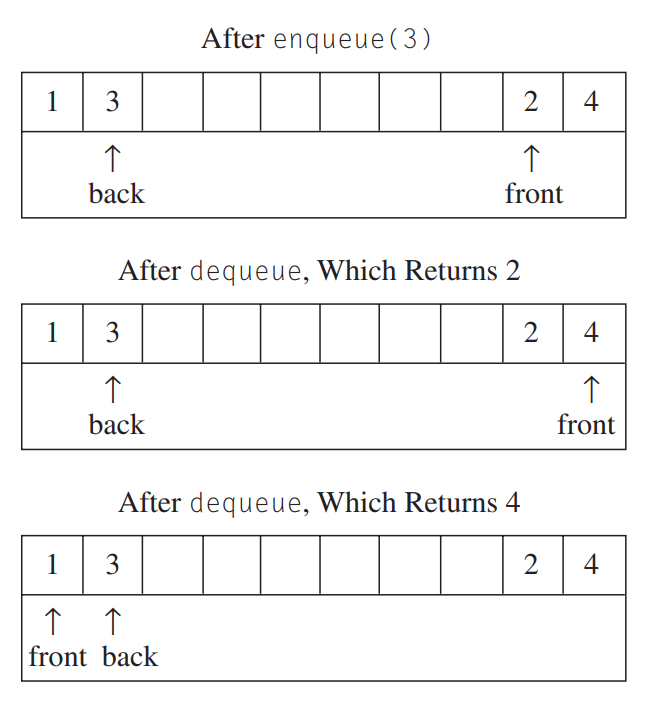 After enqueue(3)
1 3 2 4
↑ ↑
back front
After dequeue, Which Returns 2
1 3 2 4
↑ ↑
back front
After dequeue, Which Returns 4
1 3 2 4
↑ ↑
front back